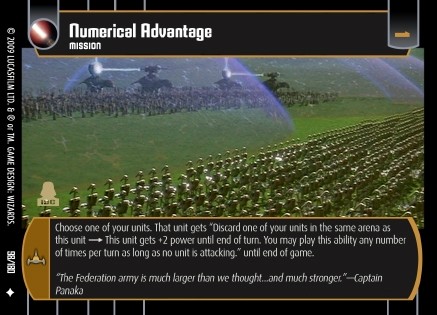 Numerical Advantage
MISSION
1
Choose one of your units. That unit gets "Discard one of your units in the same arena as
this unit → This unit gets +2 power until end of turn. You may play this ability any number
of times per turn as long as no unit is attacking." until end of game.
"The Federation army is much larger than we thought...and much stronger."—Captain
Panaka
© 2009 LUCASFILM LTD. & ® or TM. GAME DESIGN: WIZARDS.